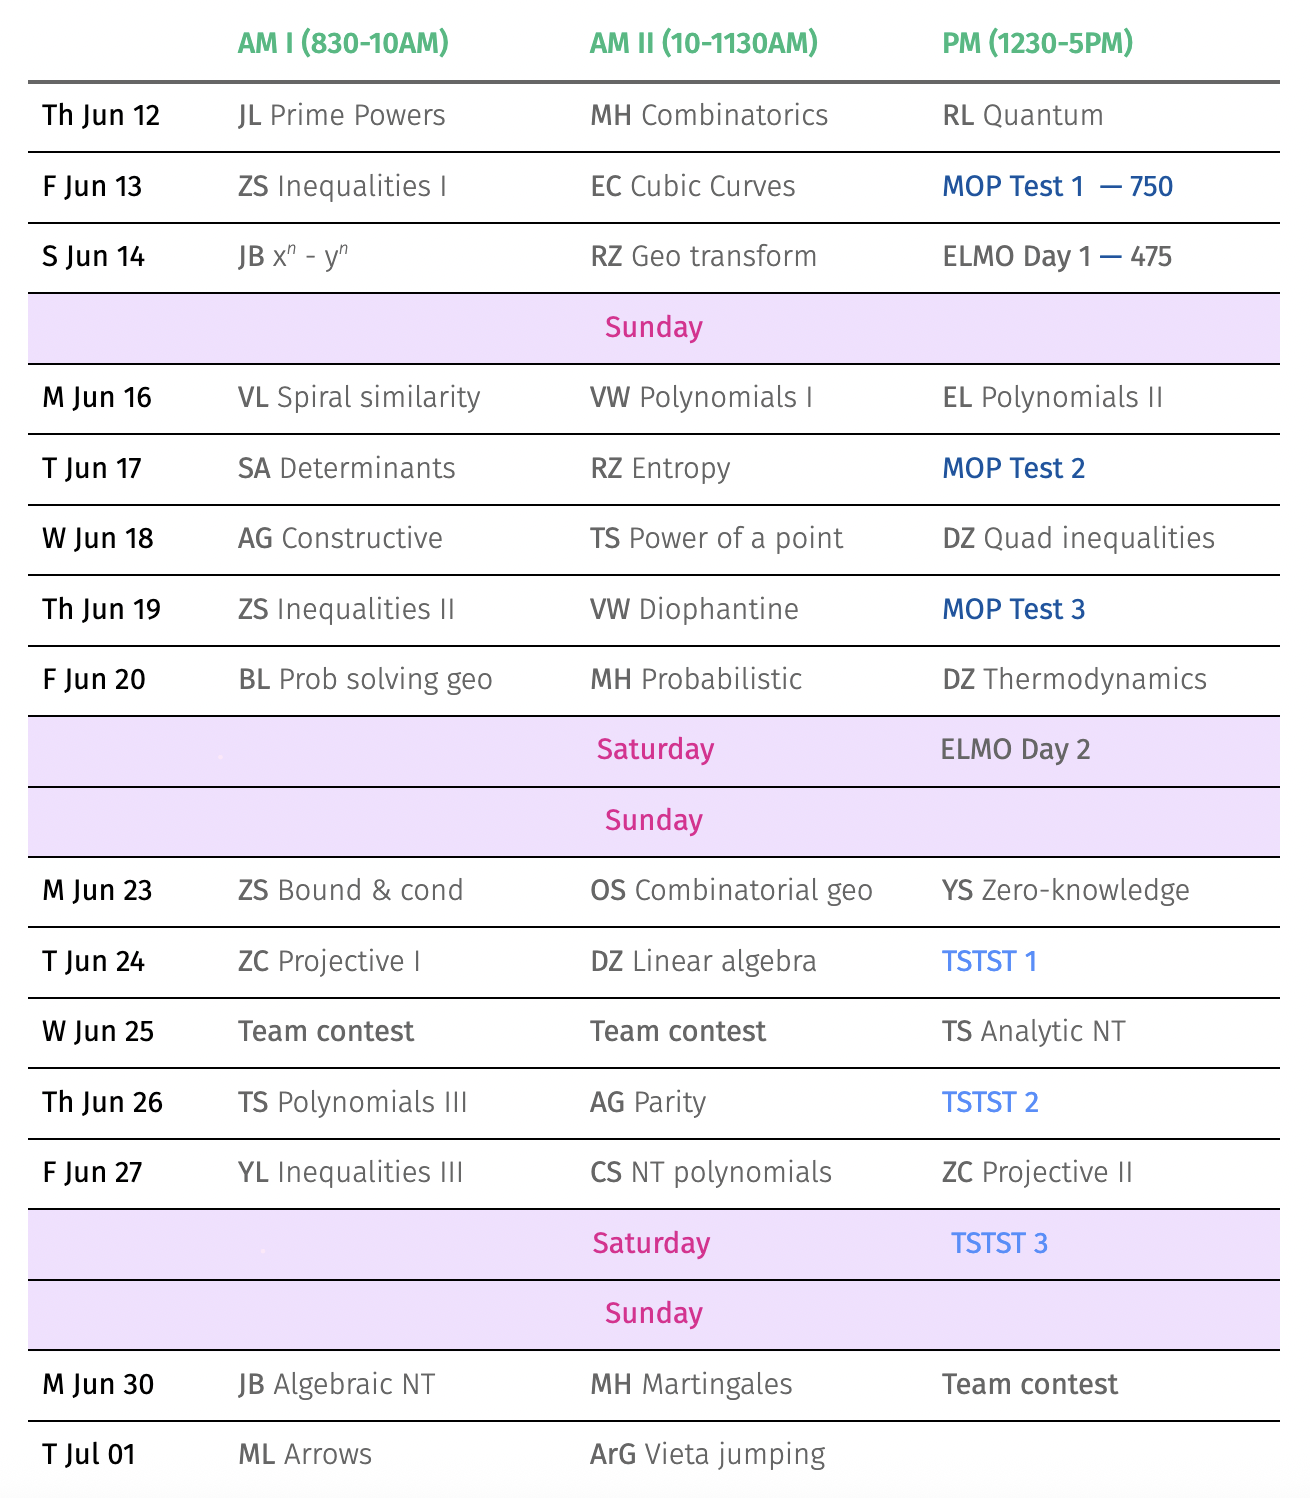 AM I (830-10AM) AM II (10-1130AM) PM (1230-5PM)
Th Jun 12 JL Prime Powers MH Combinatorics RL Quantum
F Jun 13 ZS Inequalities I EC Cubic Curves MOP Test 1 — 750
S Jun 14 JB xⁿ - yⁿ RZ Geo transform ELMO Day 1 — 475
Sunday
M Jun 16 VL Spiral similarity VW Polynomials I EL Polynomials II
T Jun 17 SA Determinants RZ Entropy MOP Test 2
W Jun 18 AG Constructive TS Power of a point DZ Quad inequalities
Th Jun 19 ZS Inequalities II VW Diophantine MOP Test 3
F Jun 20 BL Prob solving geo MH Probabilistic DZ Thermodynamics
Saturday ELMO Day 2
Sunday
M Jun 23 ZS Bound & cond OS Combinatorial geo YS Zero-knowledge
T Jun 24 ZC Projective I DZ Linear algebra TSTST 1
W Jun 25 Team contest Team contest TS Analytic NT
Th Jun 26 TS Polynomials III AG Parity TSTST 2
F Jun 27 YL Inequalities III CS NT polynomials ZC Projective II
Saturday TSTST 3
Sunday
M Jun 30 JB Algebraic NT MH Martingales Team contest
T Jul 01 ML Arrows ArG Vieta jumping